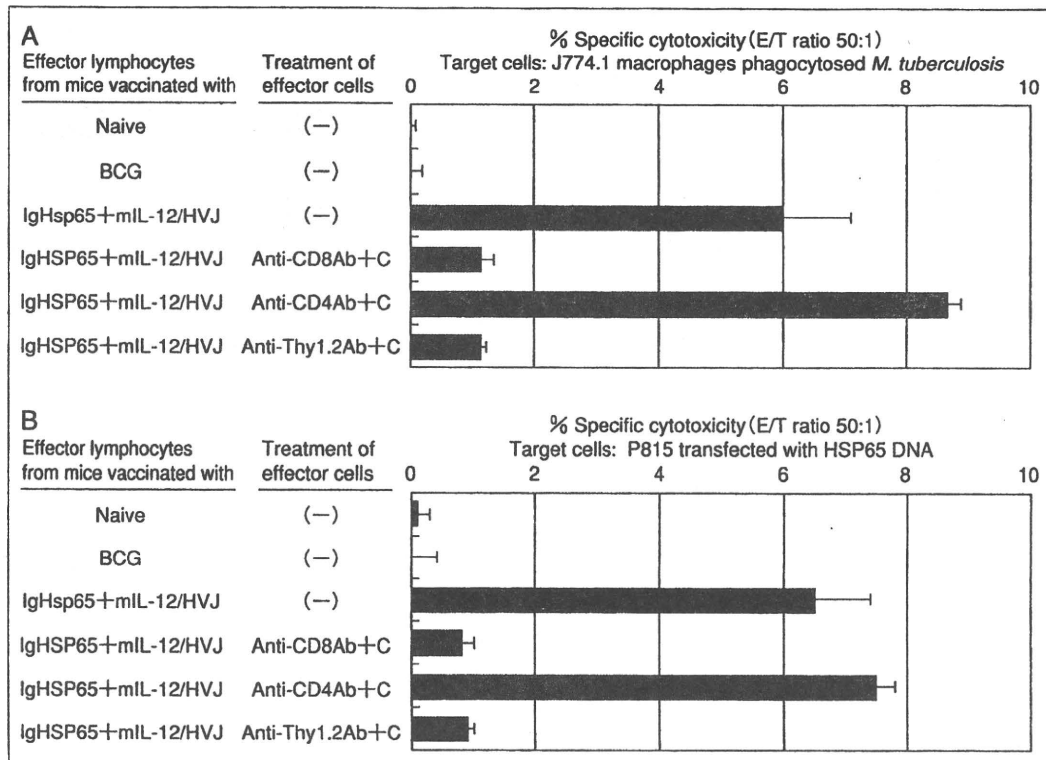 A
% Specific cytotoxicity (E/T ratio 50:1)
Effector lymphocytes from mice vaccinated with
Treatment of effector cells
Target cells: J774.1 macrophages phagocytosed M. tuberculosis
0 2 4 6 8 10
Naive (−)
BCG (−)
IgHsp65+mIL-12/HVJ (−)
IgHSP65+mIL-12/HVJ Anti-CD8Ab+C
IgHSP65+mIL-12/HVJ Anti-CD4Ab+C
IgHSP65+mIL-12/HVJ Anti-Thy1.2Ab+C
B
% Specific cytotoxicity (E/T ratio 50:1)
Effector lymphocytes from mice vaccinated with
Treatment of effector cells
Target cells: P815 transfected with HSP65 DNA
0 2 4 6 8 10
Naive (−)
BCG (−)
IgHsp65+mIL-12/HVJ (−)
IgHSP65+mIL-12/HVJ Anti-CD8Ab+C
IgHSP65+mIL-12/HVJ Anti-CD4Ab+C
IgHSP65+mIL-12/HVJ Anti-Thy1.2Ab+C